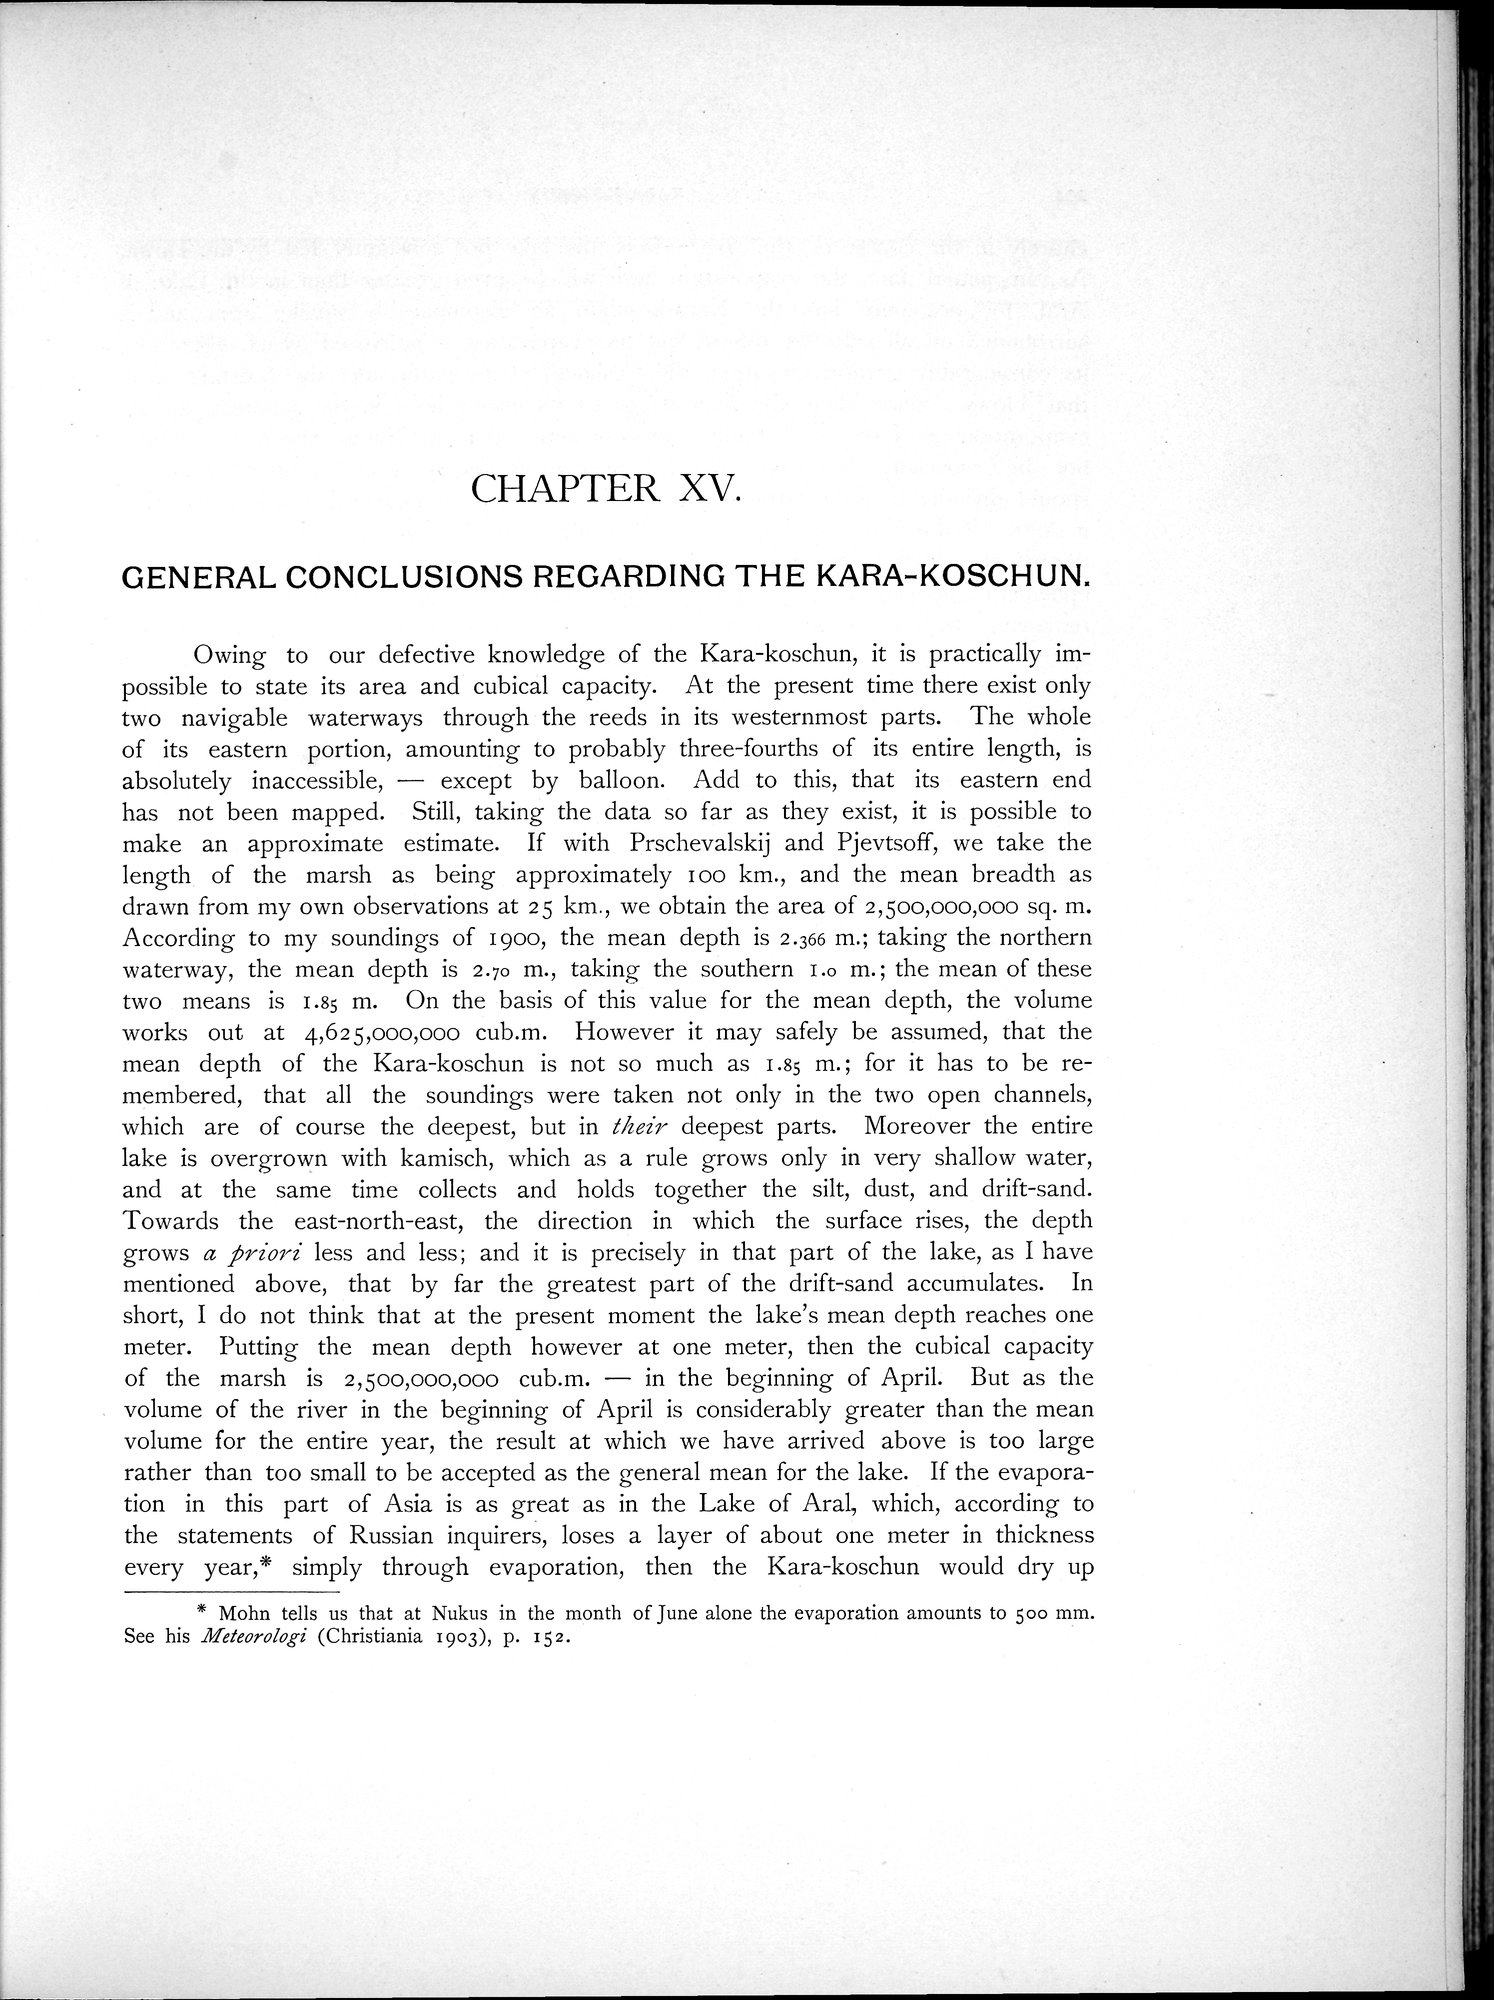 CHAPTER XV.
GENERAL CONCLUSIONS REGARDING THE KARA-KOSCHUN.
Owing to our defective knowledge of the Kara-koschun, it is practically im-
possible to state its area and cubical capacity. At the present time there exist only
two navigable waterways through the reeds in its westernmost parts. The whole
of its eastern portion, amounting to probably three-fourths of its entire length, is
absolutely inaccessible, — except by balloon. Add to this, that its eastern end
has not been mapped. Still, taking the data so far as they exist, it is possible to
make an approximate estimate. If with Prschevalskij and Pjevtsoff, we take the
length of the marsh as being approximately 100 km., and the mean breadth as
drawn from my own observations at 25 km., we obtain the area of 2,500,000,000 sq. m.
According to my soundings of 1900, the mean depth is 2.366 m.; taking the northern
waterway, the mean depth is 2.70 m., taking the southern 1.0 m.; the mean of these
two means is 1.85 m. On the basis of this value for the mean depth, the volume
works out at 4,625,000,000 cub.m. However it may safely be assumed, that the
mean depth of the Kara-koschun is not so much as 1.85 m.; for it has to be re-
membered, that all the soundings were taken not only in the two open channels,
which are of course the deepest, but in their deepest parts. Moreover the entire
lake is overgrown with kamisch, which as a rule grows only in very shallow water,
and at the same time collects and holds together the silt, dust, and drift-sand.
Towards the east-north-east, the direction in which the surface rises, the depth
grows a priori less and less; and it is precisely in that part of the lake, as I have
mentioned above, that by far the greatest part of the drift-sand accumulates. In
short, I do not think that at the present moment the lake's mean depth reaches one
meter. Putting the mean depth however at one meter, then the cubical capacity
of the marsh is 2,500,000,000 cub.m. — in the beginning of April. But as the
volume of the river in the beginning of April is considerably greater than the mean
volume for the entire year, the result at which we have arrived above is too large
rather than too small to be accepted as the general mean for the lake. If the evapora-
tion in this part of Asia is as great as in the Lake of Aral, which, according to
the statements of Russian inquirers, loses a layer of about one meter in thickness
every year,* simply through evaporation, then the Kara-koschun would dry up
* Mohn tells us that at Nukus in the month of June alone the evaporation amounts to 500 mm.
See his Meteorologi (Christiania 1903), p. 152.